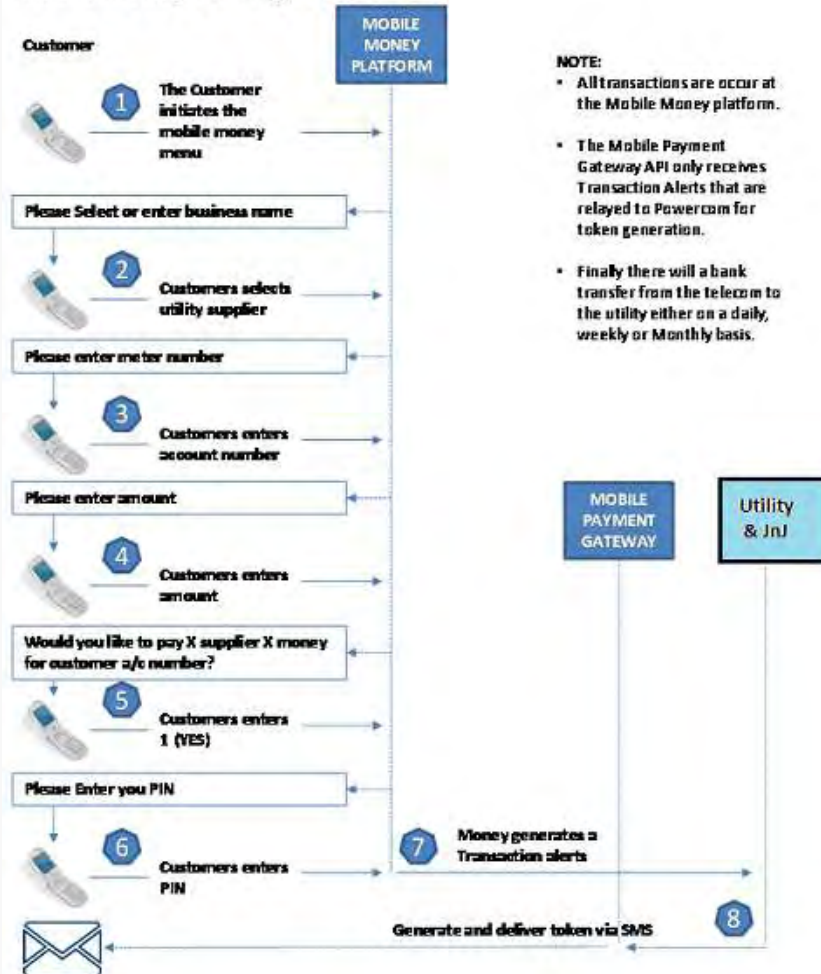 Customer
MOBILE
MONEY
PLATFORM
NOTE:
• All transactions are occur at
the Mobile Money platform.
• The Mobile Payment
Gateway API only receives
Transaction Alerts that are
relayed to Powercom for
token generation.
• Finally there will a bank
transfer from the telecom to
the utility either on a daily,
weekly or Monthly basis.
1
The Customer
initiates the
mobile money
menu
Please Select or enter business name
2
Customers selects
utility supplier
Please enter meter number
3
Customers enters
account number
Please enter amount
4
Customers enters
amount
MOBILE
PAYMENT
GATEWAY
Utility
& JnJ
Would you like to pay X supplier X money
for customer a/c number?
5
Customers enters
1 (YES)
Please Enter you PIN
6
Customers enters
PIN
7
Money generates a
Transaction alerts
8
Generate and deliver token via SMS